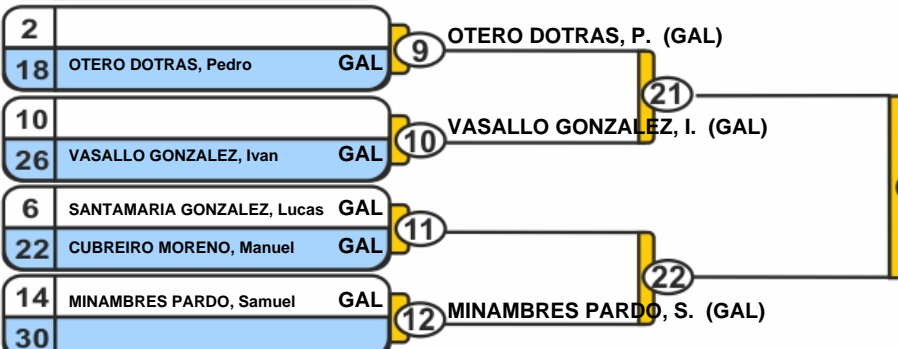 2
OTERO DOTRAS, P. (GAL)
9
18 OTERO DOTRAS, Pedro GAL
21
10
VASALLO GONZALEZ, I. (GAL)
10
26 VASALLO GONZALEZ, Ivan GAL
6 SANTAMARIA GONZALEZ, Lucas GAL
11
22 CUBREIRO MORENO, Manuel GAL
22
14 MINAMBRES PARDO, Samuel GAL
12
MINAMBRES PARDO, S. (GAL)
30